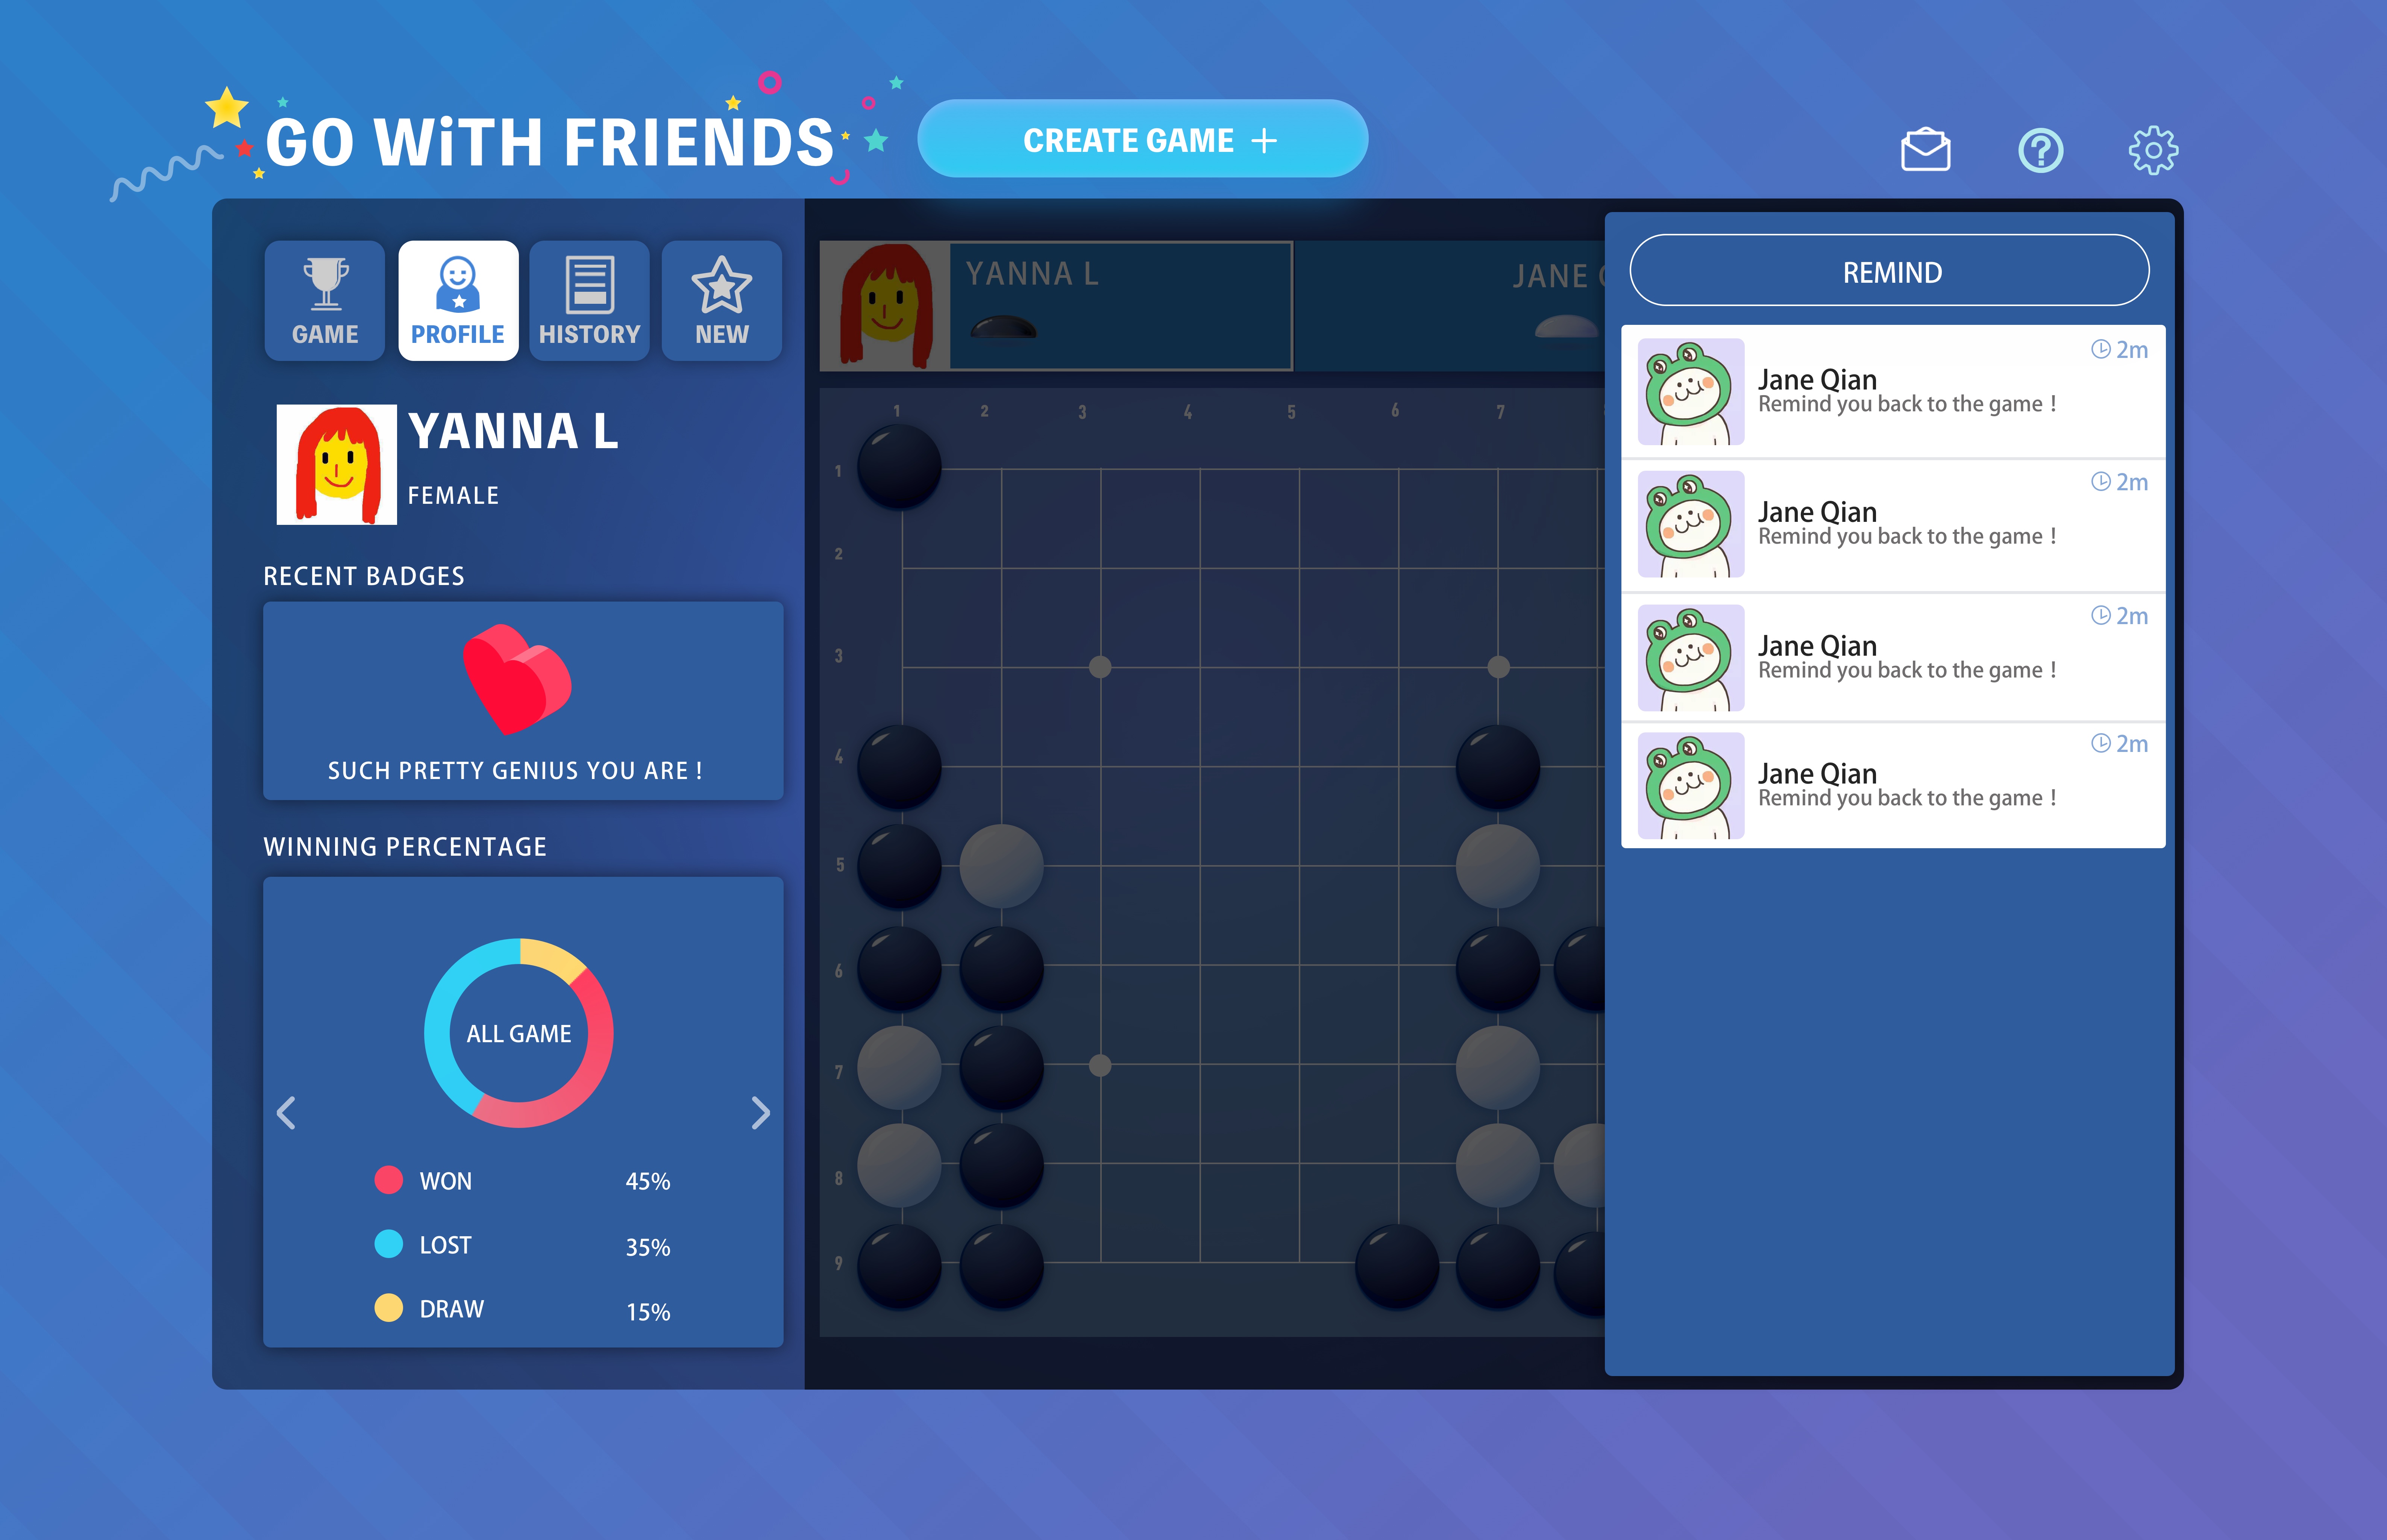 GO WiTH FRIENDS
CREATE GAME +
GAME
PROFILE
HISTORY
NEW
YANNA L
FEMALE
RECENT BADGES
SUCH PRETTY GENIUS YOU ARE !
WINNING PERCENTAGE
ALL GAME
WON 45%
LOST 35%
DRAW 15%
YANNA L
JANE
1 2 3 4 5 6 7
1
2
3
4
5
6
7
8
9
REMIND
2m
Jane Qian
Remind you back to the game !
2m
Jane Qian
Remind you back to the game !
2m
Jane Qian
Remind you back to the game !
2m
Jane Qian
Remind you back to the game !